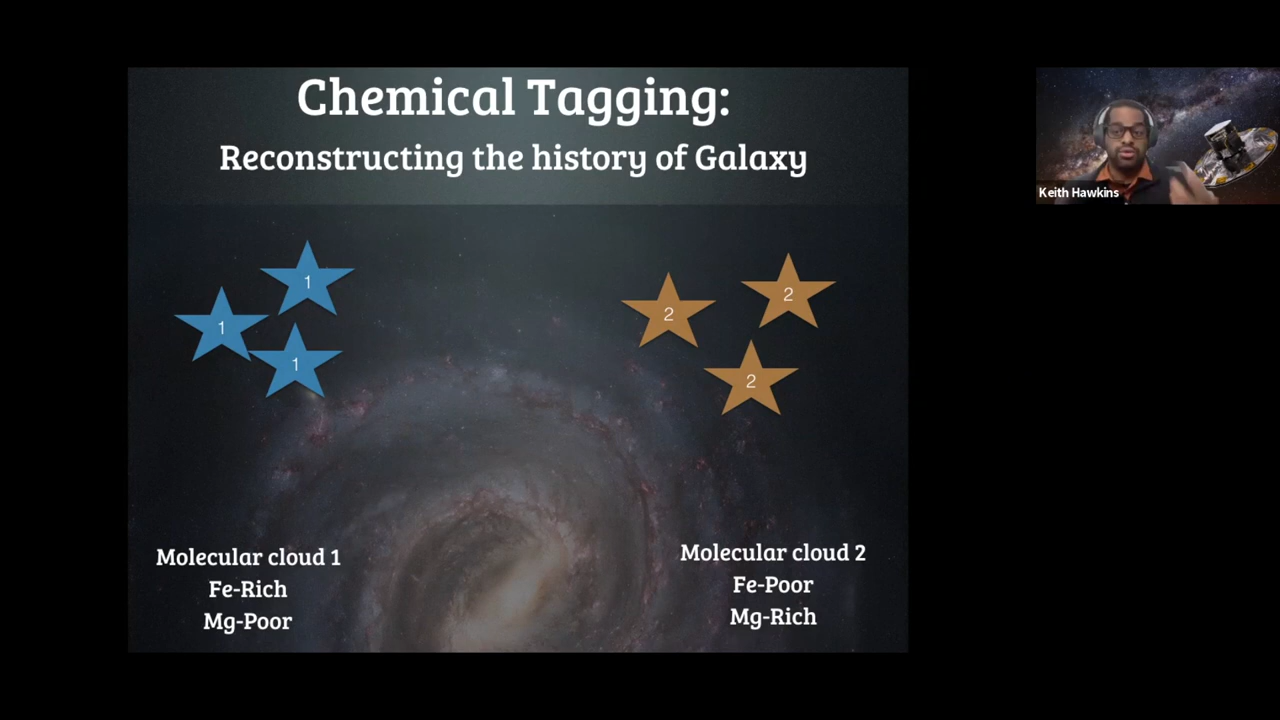 Chemical Tagging:
Reconstructing the history of Galaxy
1
1
1
2
2
2
Molecular cloud 1
Fe-Rich
Mg-Poor
Molecular cloud 2
Fe-Poor
Mg-Rich
Keith Hawkins